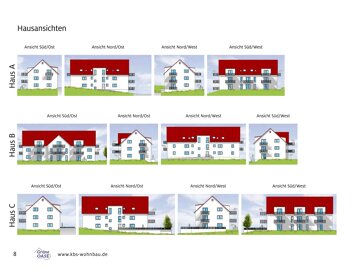 Hausansichten
Ansicht Süd/Ost Ansicht Nord/Ost Ansicht Nord/West Ansicht Süd/West
Haus A
Ansicht Süd/West Ansicht Süd/Ost Ansicht Nord/Ost Ansicht Nord/West
Haus B
Ansicht Süd/Ost Ansicht Nord/Ost Ansicht Nord/West Ansicht Süd/West
Haus C
8 Grüne OASE www.kbs-wohnbau.de